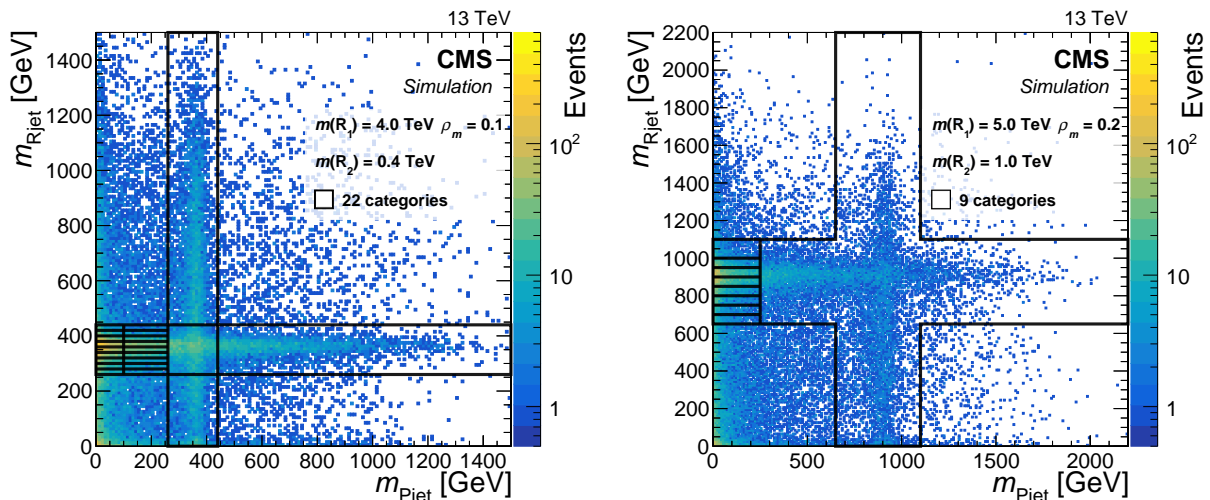 13 TeV
CMS
Simulation
m(R1) = 4.0 TeV ρm = 0.1
m(R2) = 0.4 TeV
22 categories
mRjet [GeV]
1400
1200
1000
800
600
400
200
0
0 200 400 600 800 1000 1200 1400
mPjet [GeV]
Events
10²
10
1
13 TeV
CMS
Simulation
m(R1) = 5.0 TeV ρm = 0.2
m(R2) = 1.0 TeV
9 categories
mRjet [GeV]
2200
2000
1800
1600
1400
1200
1000
800
600
400
200
0
0 500 1000 1500 2000
mPjet [GeV]
Events
10²
10
1